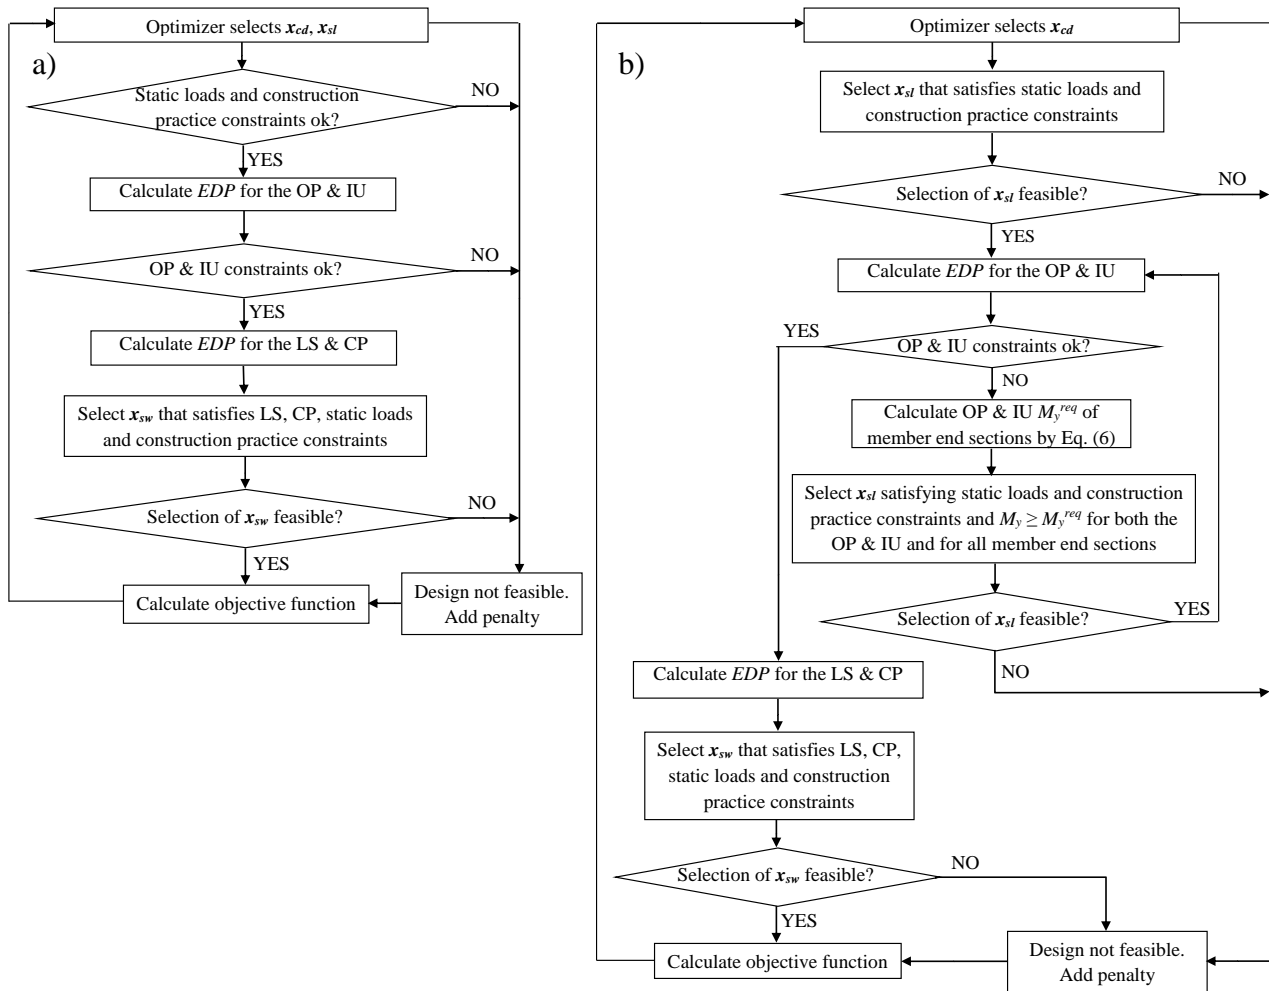 a)
Optimizer selects x_cd, x_sl
Static loads and construction
practice constraints ok?
NO
YES
Calculate EDP for the OP & IU
OP & IU constraints ok?
NO
YES
Calculate EDP for the LS & CP
Select x_sw that satisfies LS, CP, static loads
and construction practice constraints
Selection of x_sw feasible?
NO
YES
Calculate objective function
Design not feasible.
Add penalty
b)
Optimizer selects x_cd
Select x_sl that satisfies static loads and
construction practice constraints
Selection of x_sl feasible?
NO
YES
Calculate EDP for the OP & IU
OP & IU constraints ok?
YES
NO
Calculate OP & IU M_y^req of
member end sections by Eq. (6)
Select x_sl satisfying static loads and construction
practice constraints and M_y ≥ M_y^req for both the
OP & IU and for all member end sections
Selection of x_sl feasible?
YES
NO
Calculate EDP for the LS & CP
Select x_sw that satisfies LS, CP,
static loads and construction
practice constraints
Selection of x_sw feasible?
NO
YES
Calculate objective function
Design not feasible.
Add penalty